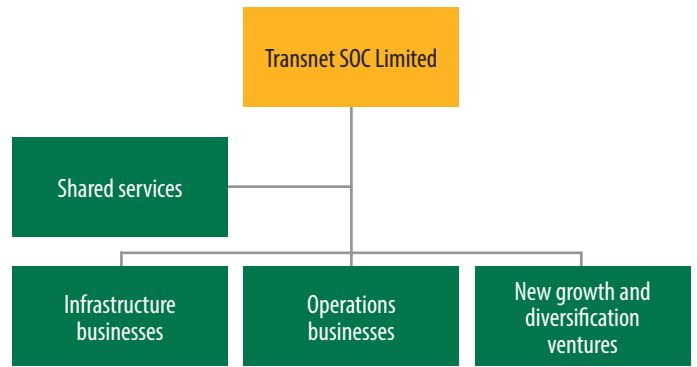 Transnet SOC Limited
Shared services
Infrastructure
businesses
Operations
businesses
New growth and
diversification
ventures